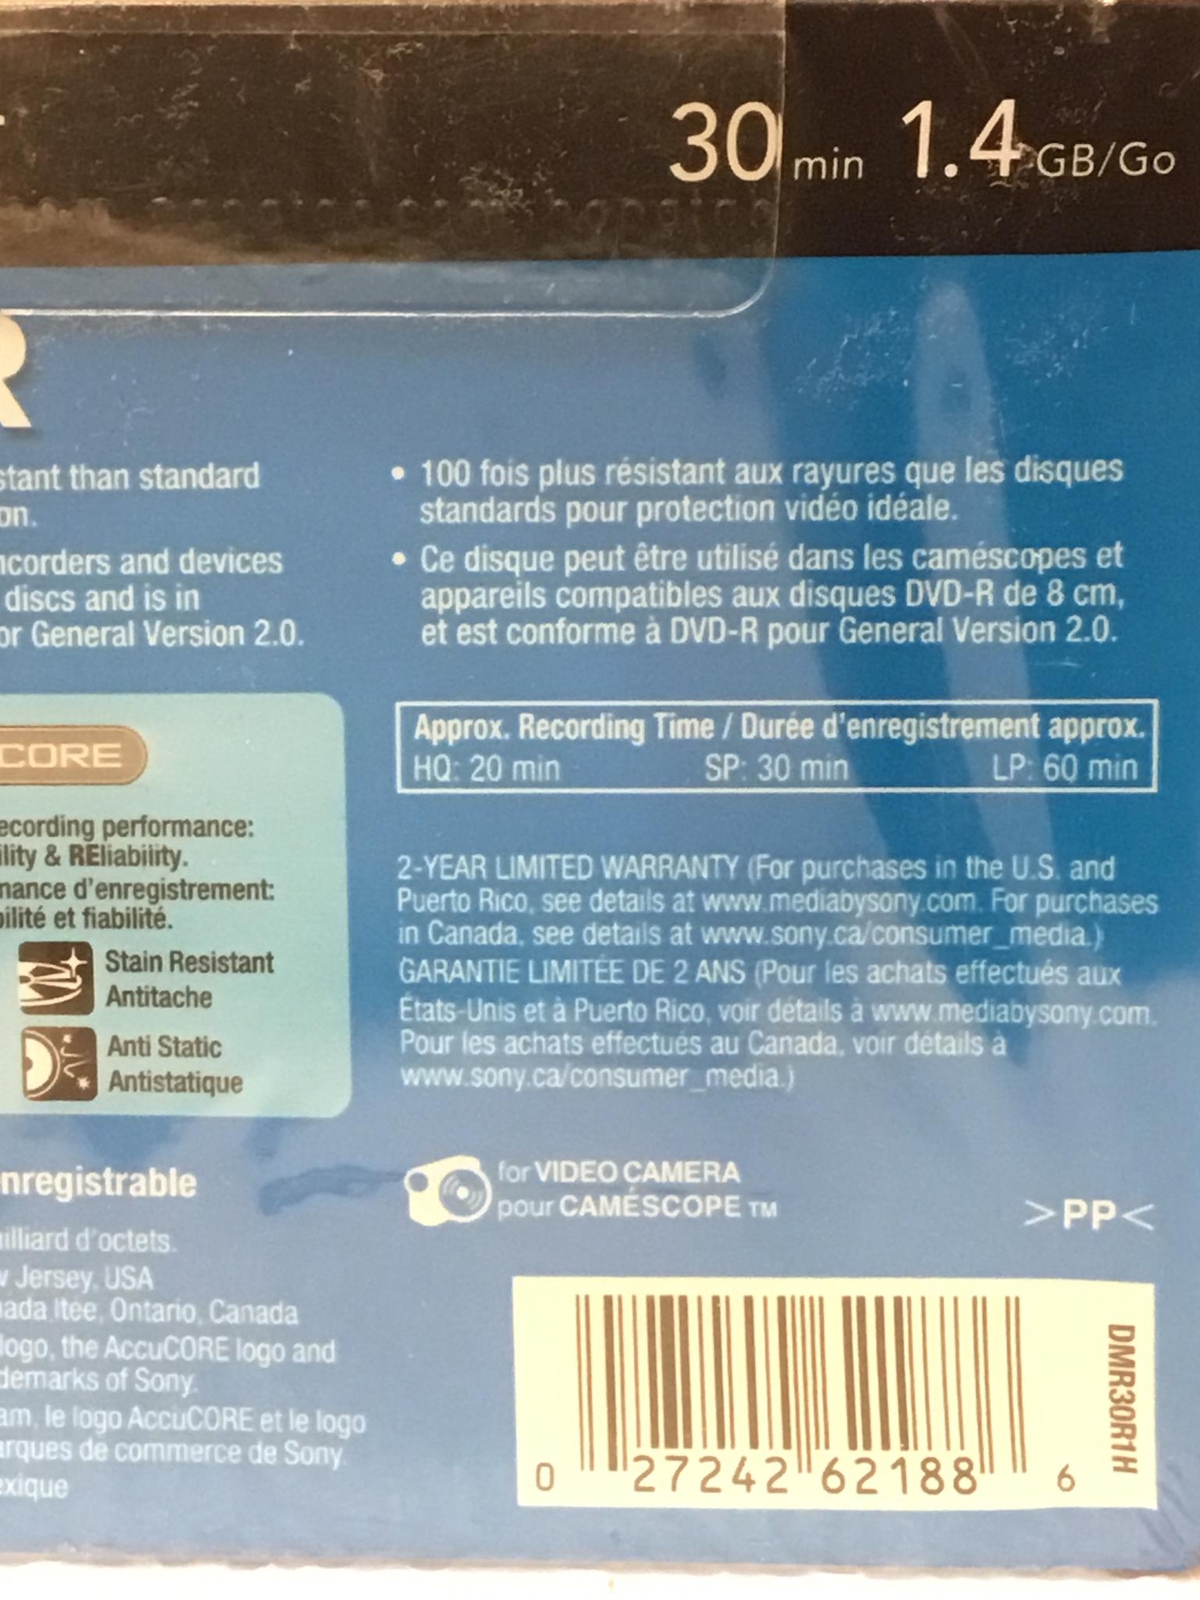 30 min 1.4 GB/Go
R
stant than standard
on.
corders and devices
discs and is in
or General Version 2.0.
• 100 fois plus résistant aux rayures que les disques
standards pour protection vidéo idéale.
• Ce disque peut être utilisé dans les caméscopes et
appareils compatibles aux disques DVD-R de 8 cm,
et est conforme à DVD-R pour General Version 2.0.
CORE
ecording performance:
ility & REliability.
mance d'enregistrement:
bilité et fiabilité.
Stain Resistant
Antitache
Anti Static
Antistatique
Approx. Recording Time / Durée d'enregistrement approx.
HQ: 20 min SP: 30 min LP: 60 min
2-YEAR LIMITED WARRANTY (For purchases in the U.S. and
Puerto Rico, see details at www.mediabysony.com. For purchases
in Canada, see details at www.sony.ca/consumer_media.)
GARANTIE LIMITÉE DE 2 ANS (Pour les achats effectués aux
États-Unis et à Puerto Rico, voir détails à www.mediabysony.com.
Pour les achats effectués au Canada, voir détails à
www.sony.ca/consumer_media.)
nregistrable
illiard d'octets.
w Jersey, USA
ada ltée, Ontario, Canada
logo, the AccuCORE logo and
demarks of Sony.
am, le logo AccuCORE et le logo
arques de commerce de Sony.
exique
for VIDEO CAMERA
pour CAMÉSCOPE TM
>PP<
DMR30R1H
0 27242 62188 6